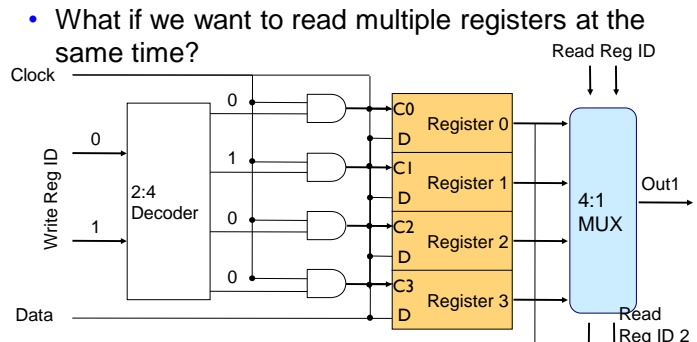 • What if we want to read multiple registers at the
same time?
Read Reg ID
Clock
0
C0
Register 0
D
0
1
C1
Register 1
D
Out1
Write Reg ID
2:4
Decoder
4:1
MUX
1
0
C2
Register 2
D
0
C3
Register 3
D
Data
Read
Reg ID 2